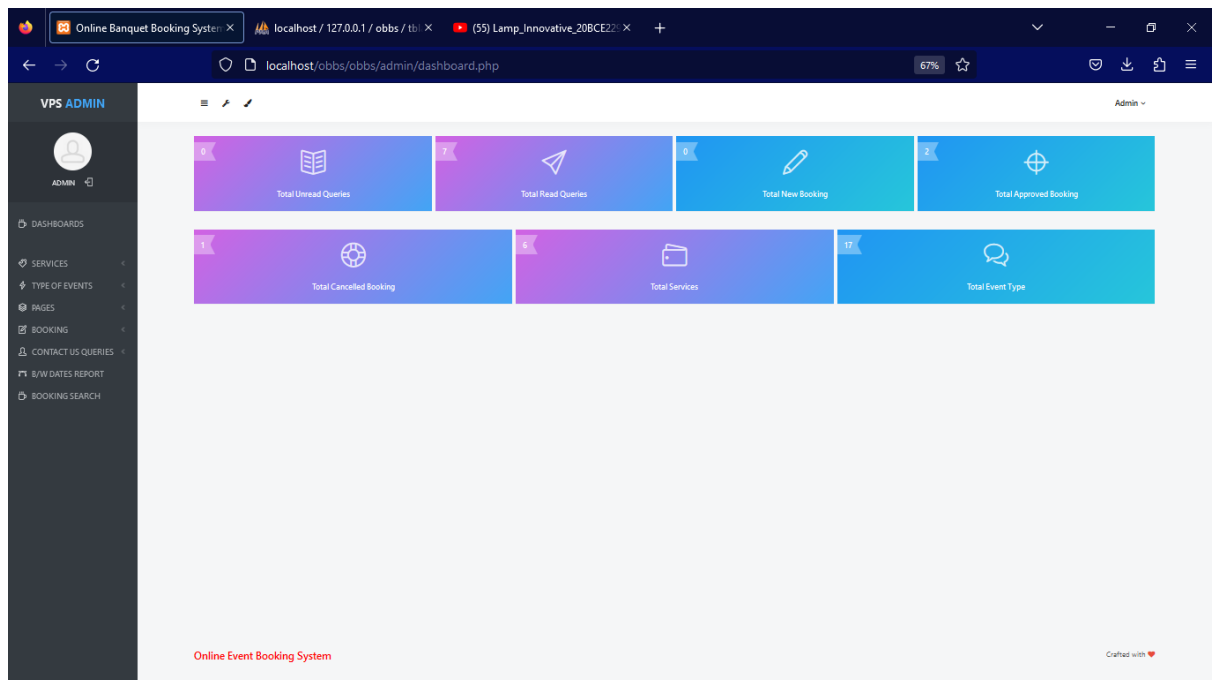 Online Banquet Booking System
localhost / 127.0.0.1 / obbs / tbl
(55) Lamp_Innovative_20BCE229
localhost/obbs/obbs/admin/dashboard.php
67%
VPS ADMIN
Admin
ADMIN
DASHBOARDS
SERVICES
TYPE OF EVENTS
PAGES
BOOKING
CONTACT US QUERIES
B/W DATES REPORT
BOOKING SEARCH
0
Total Unread Queries
7
Total Read Queries
0
Total New Booking
2
Total Approved Booking
1
Total Cancelled Booking
6
Total Services
17
Total Event Type
Online Event Booking System
Crafted with